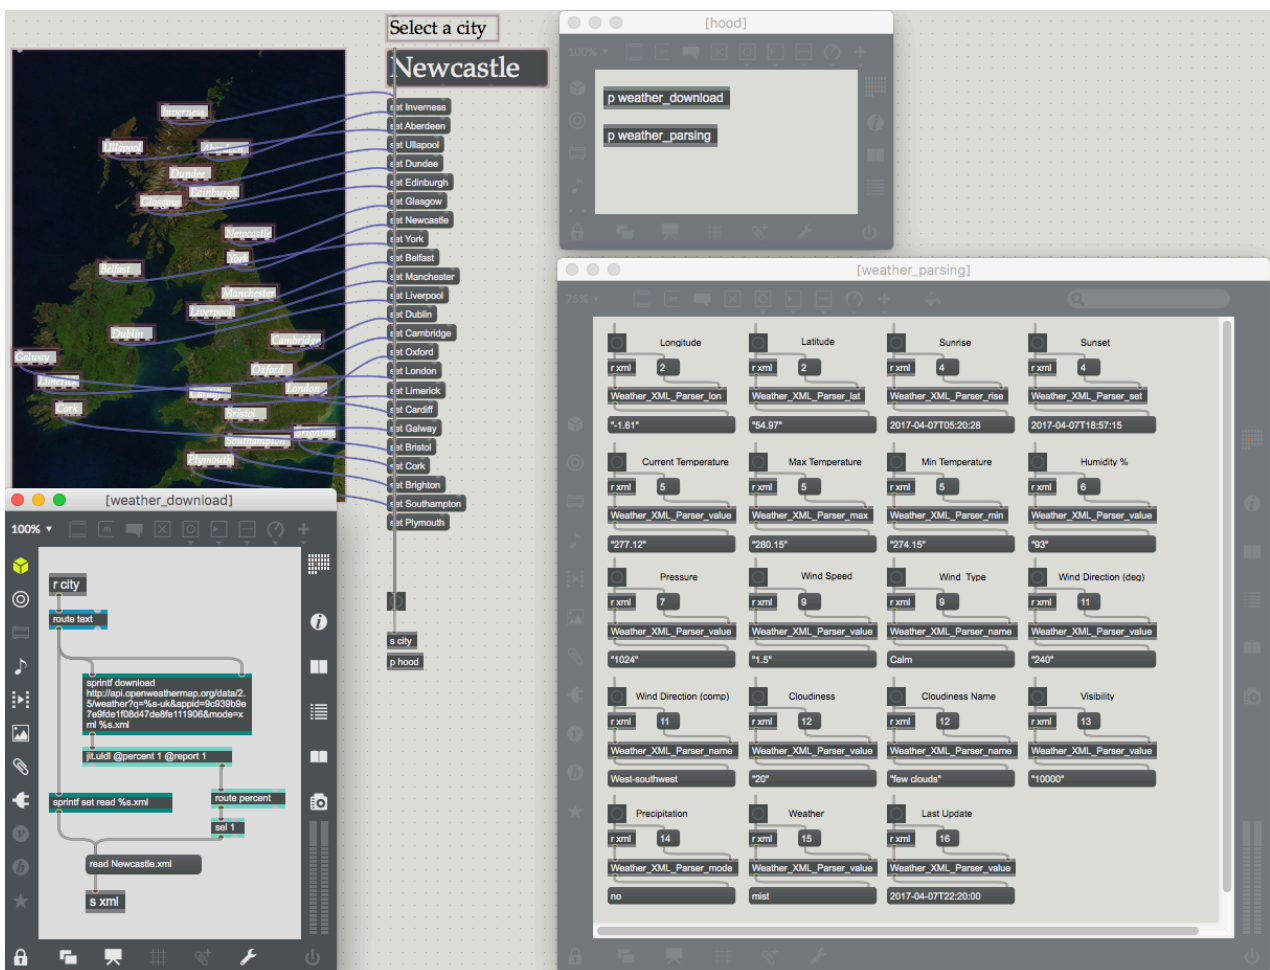 Select a city
Newcastle
Inverness
Ullapool
Aberdeen
Dundee
Edinburgh
Glasgow
Newcastle
York
Belfast
Manchester
Liverpool
Dublin
Cambridge
Galway
Oxford
Limerick
London
Cardiff
Cork
Bristol
Brighton
Southampton
Plymouth
set Inverness
set Aberdeen
set Ullapool
set Dundee
set Edinburgh
set Glasgow
set Newcastle
set York
set Belfast
set Manchester
set Liverpool
set Dublin
set Cambridge
set Oxford
set London
set Limerick
set Cardiff
set Galway
set Bristol
set Cork
set Brighton
set Southampton
set Plymouth
s city
p hood
[hood]
100%
p weather_download
p weather_parsing
[weather_download]
100%
r city
route text
sprintf download
http://api.openweathermap.org/data/2.
5/weather?q=%s-uk&appid=9c939b9e
7e9fde1f08d47de8fe111906&mode=x
ml %s.xml
jit.uldl @percent 1 @report 1
sprintf set read %s.xml
route percent
sel 1
read Newcastle.xml
s xml
[weather_parsing]
75%
Longitude Latitude Sunrise Sunset
r xml 2 r xml 2 r xml 4 r xml 4
Weather_XML_Parser_lon Weather_XML_Parser_lat Weather_XML_Parser_rise Weather_XML_Parser_set
"-1.61" "54.97" 2017-04-07T05:20:28 2017-04-07T18:57:15
Current Temperature Max Temperature Min Temperature Humidity %
r xml 5 r xml 5 r xml 5 r xml 6
Weather_XML_Parser_value Weather_XML_Parser_max Weather_XML_Parser_min Weather_XML_Parser_value
"277.12" "280.15" "274.15" "93"
Pressure Wind Speed Wind Type Wind Direction (deg)
r xml 7 r xml 9 r xml 9 r xml 11
Weather_XML_Parser_value Weather_XML_Parser_value Weather_XML_Parser_name Weather_XML_Parser_value
"1024" "1.5" Calm "240"
Wind Direction (comp) Cloudiness Cloudiness Name Visibility
r xml 11 r xml 12 r xml 12 r xml 13
Weather_XML_Parser_name Weather_XML_Parser_value Weather_XML_Parser_name Weather_XML_Parser_value
West-southwest "20" "few clouds" "10000"
Precipitation Weather Last Update
r xml 14 r xml 15 r xml 16
Weather_XML_Parser_mode Weather_XML_Parser_value Weather_XML_Parser_value
no mist 2017-04-07T22:20:00